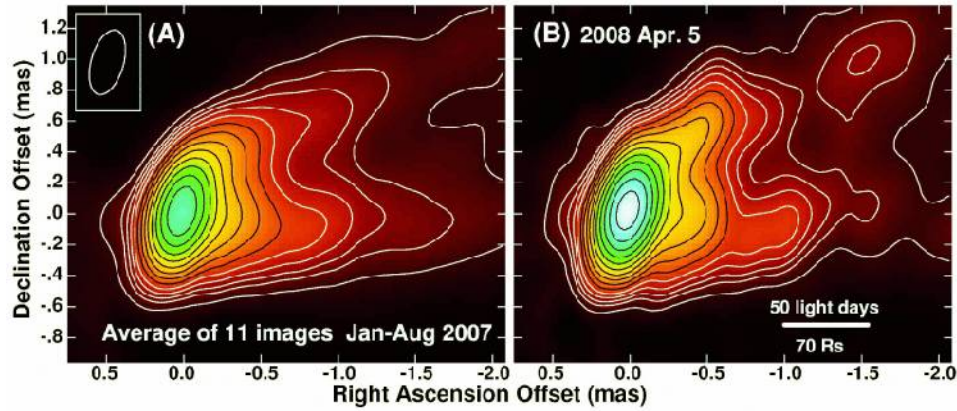 (A)
(B) 2008 Apr. 5
Declination Offset (mas)
1.2
1.0
.8
.6
.4
.2
.0
-.2
-.4
-.6
-.8
Average of 11 images Jan-Aug 2007
50 light days
70 Rs
0.5 0.0 -0.5 -1.0 -1.5 -2.0 0.5 0.0 -0.5 -1.0 -1.5 -2.0
Right Ascension Offset (mas)